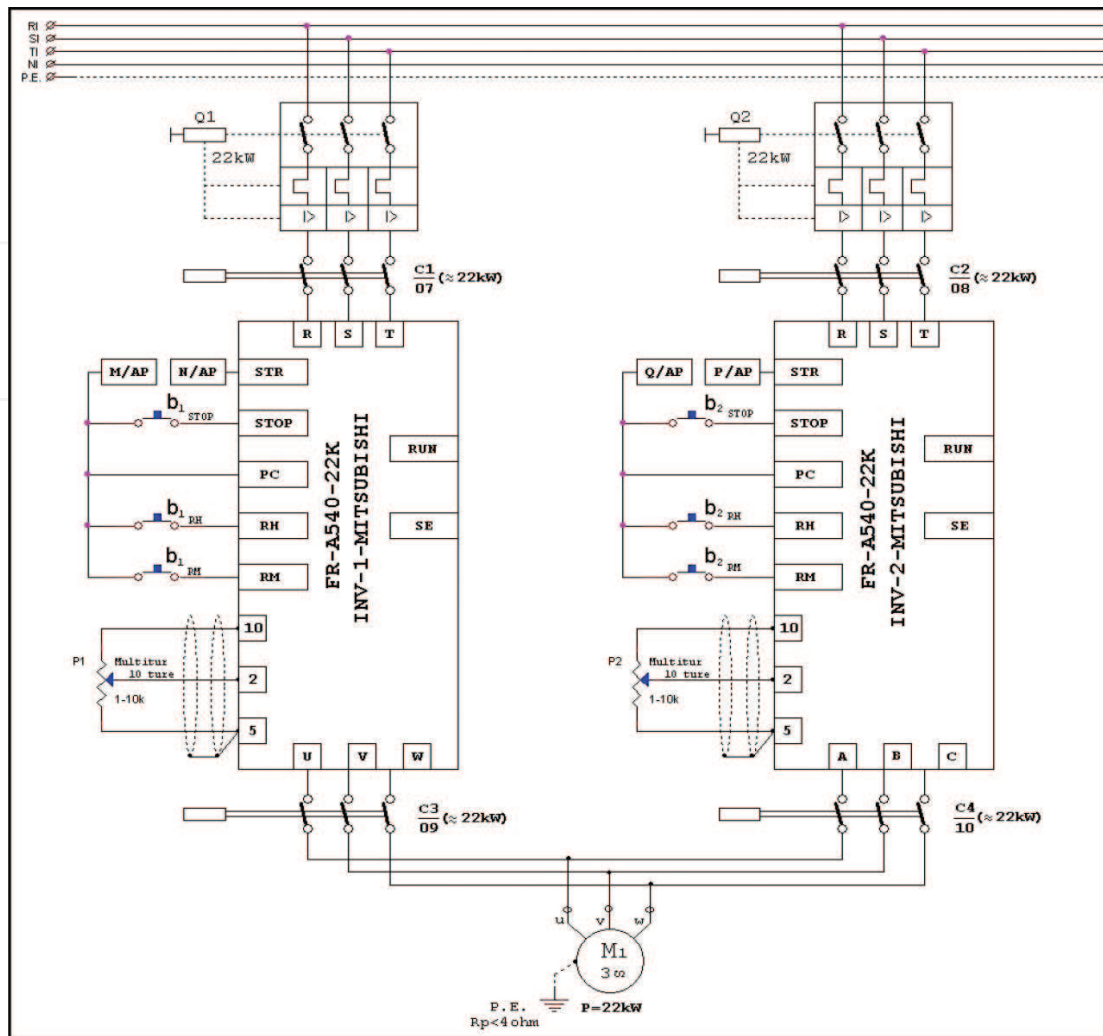 RI
SI
TI
NI
P.E.
Q1
22kW
Q2
22kW
C1
07
(≈22kW)
C2
08
(≈22kW)
R S T
R S T
M/AP N/AP STR
b1 STOP STOP
PC
b1 RH RH
b1 RM RM
RUN
SE
FR-A540-22K
INV-1-MITSUBISHI
10
P1 Multitur
10 ture
2
1-10k
5
U V W
Q/AP P/AP STR
b2 STOP STOP
PC
b2 RH RH
b2 RM RM
RUN
SE
FR-A540-22K
INV-2-MITSUBISHI
10
P2 Multitur
10 ture
2
1-10k
5
A B C
C3
09
(≈22kW)
C4
10
(≈22kW)
u v w
M1
3∞
P.E. P=22kW
Rp<4ohm